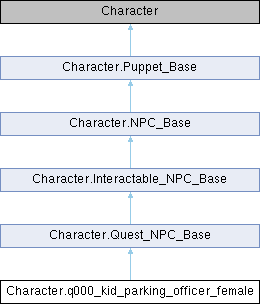 Character
Character.Puppet_Base
Character.NPC_Base
Character.Interactable_NPC_Base
Character.Quest_NPC_Base
Character.q000_kid_parking_officer_female